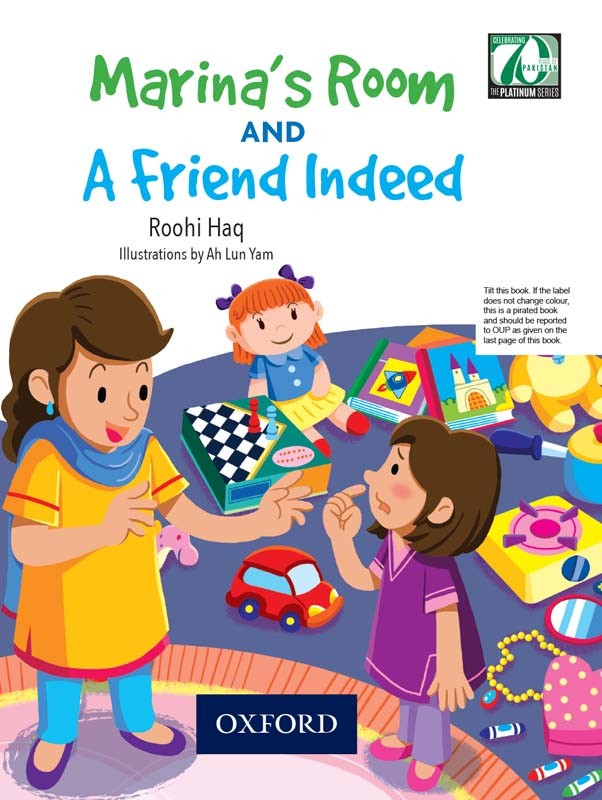 CELEBRATING
70 YEARS OF
PAKISTAN
THE PLATINUM SERIES
Marina's Room
AND
A Friend Indeed
Roohi Haq
Illustrations by Ah Lun Yam
Tilt this book. If the label
does not change colour,
this is a pirated book
and should be reported
to OUP as given on the
last page of this book.
OXFORD